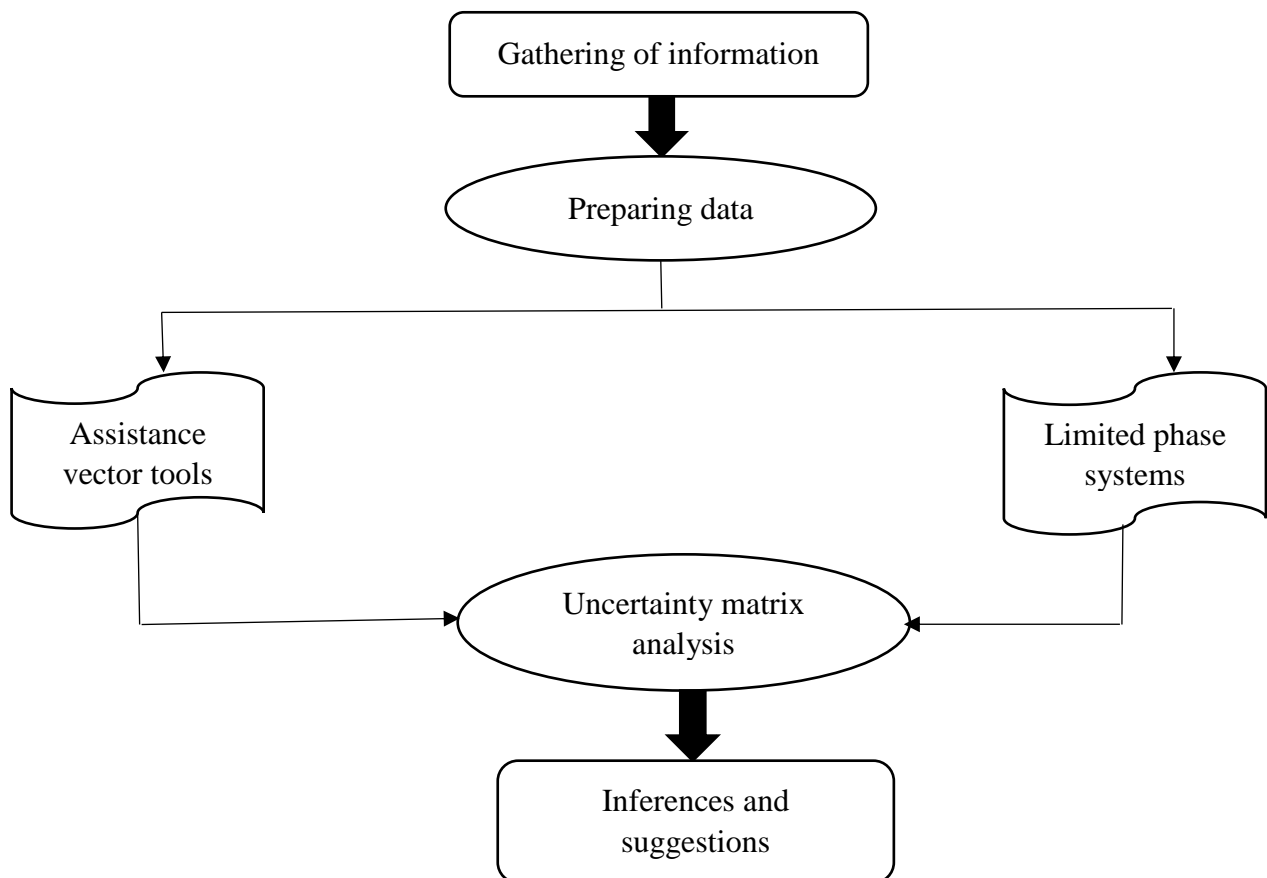 Gathering of information
Preparing data
Assistance
vector tools
Limited phase
systems
Uncertainty matrix
analysis
Inferences and
suggestions